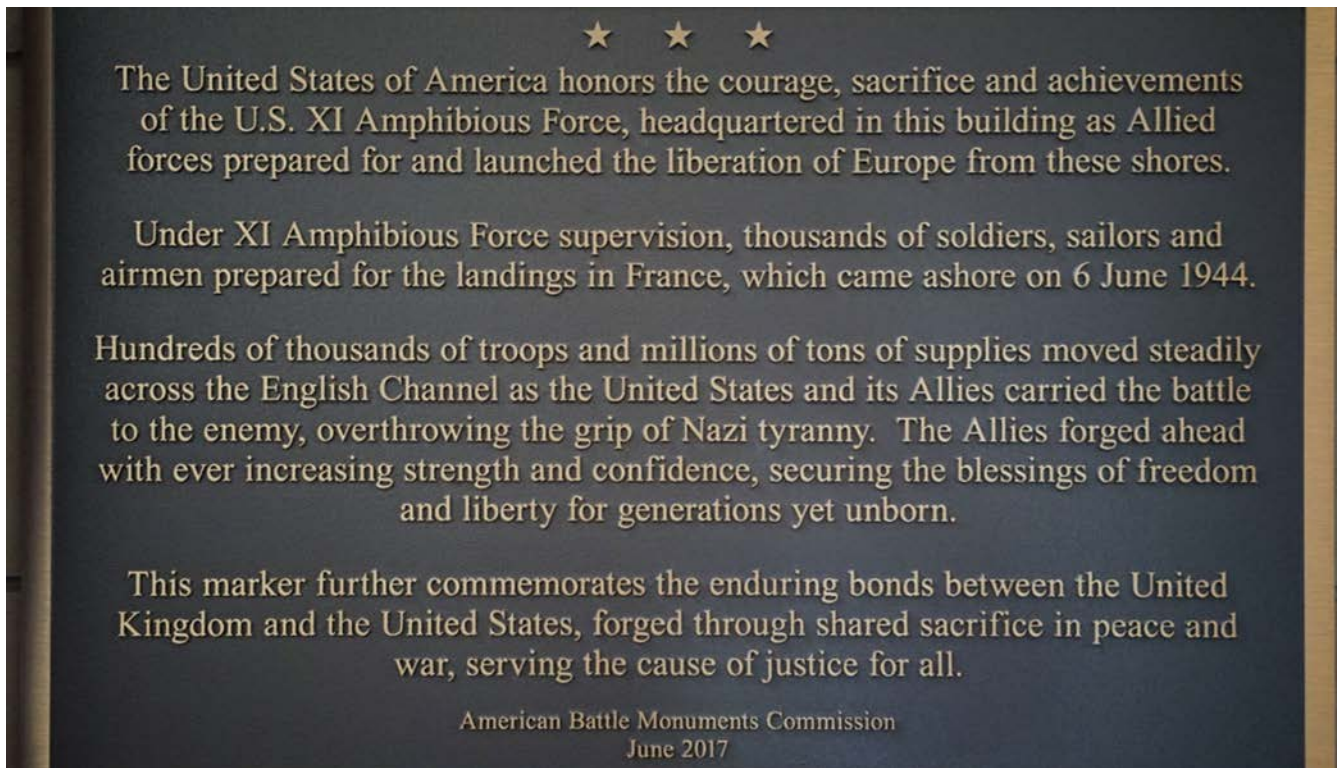 The United States of America honors the courage, sacrifice and achievements
of the U.S. XI Amphibious Force, headquartered in this building as Allied
forces prepared for and launched the liberation of Europe from these shores.
Under XI Amphibious Force supervision, thousands of soldiers, sailors and
airmen prepared for the landings in France, which came ashore on 6 June 1944.
Hundreds of thousands of troops and millions of tons of supplies moved steadily
across the English Channel as the United States and its Allies carried the battle
to the enemy, overthrowing the grip of Nazi tyranny. The Allies forged ahead
with ever increasing strength and confidence, securing the blessings of freedom
and liberty for generations yet unborn.
This marker further commemorates the enduring bonds between the United
Kingdom and the United States, forged through shared sacrifice in peace and
war, serving the cause of justice for all.
American Battle Monuments Commission
June 2017